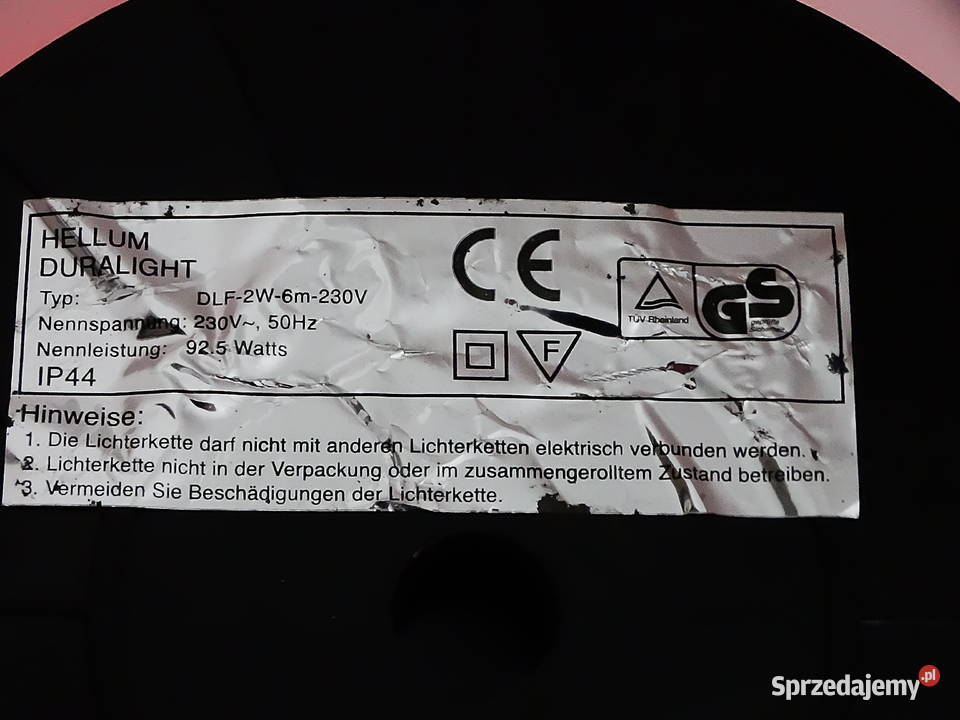 HELLUM
DURALIGHT
Typ: DLF-2W-6m-230V
Nennspannung: 230V~, 50Hz
Nennleistung: 92.5 Watts
IP44
CE
TÜV Rheinland
GS
geprüfte
F
Hinweise:
1. Die Lichterkette darf nicht mit anderen Lichterketten elektrisch verbunden werden.
2. Lichterkette nicht in der Verpackung oder im zusammengerolltem Zustand betreiben.
3. Vermeiden Sie Beschädigungen der Lichterkette.
Sprzedajemy.pl